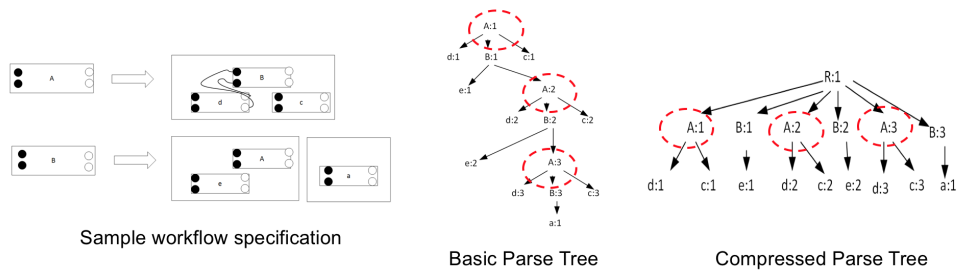 A
B
d
c
B
A
e
a
Sample workflow specification
A:1
d:1
B:1
c:1
e:1
A:2
d:2
B:2
c:2
e:2
A:3
d:3
B:3
c:3
a:1
Basic Parse Tree
R:1
A:1
B:1
A:2
B:2
A:3
B:3
d:1
c:1
e:1
d:2
c:2
e:2
d:3
c:3
a:1
Compressed Parse Tree